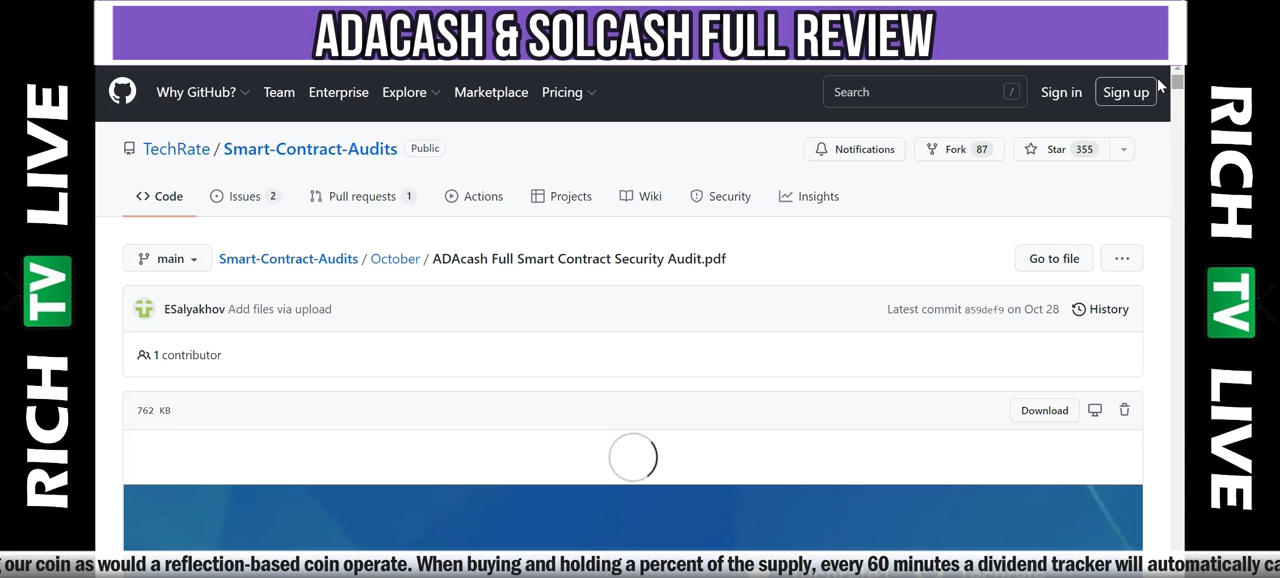 ADACASH & SOLCASH FULL REVIEW
RICH TV LIVE
Why GitHub? Team Enterprise Explore Marketplace Pricing Search / Sign in Sign up
TechRate / Smart-Contract-Audits Public Notifications Fork 87 Star 355
Code Issues 2 Pull requests 1 Actions Projects Wiki Security Insights
main Smart-Contract-Audits / October / ADAcash Full Smart Contract Security Audit.pdf Go to file ...
ESalyakhov Add files via upload Latest commit 859def9 on Oct 28 History
1 contributor
762 KB Download
our coin as would a reflection-based coin operate. When buying and holding a percent of the supply, every 60 minutes a dividend tracker will automatically
RICH TV LIVE